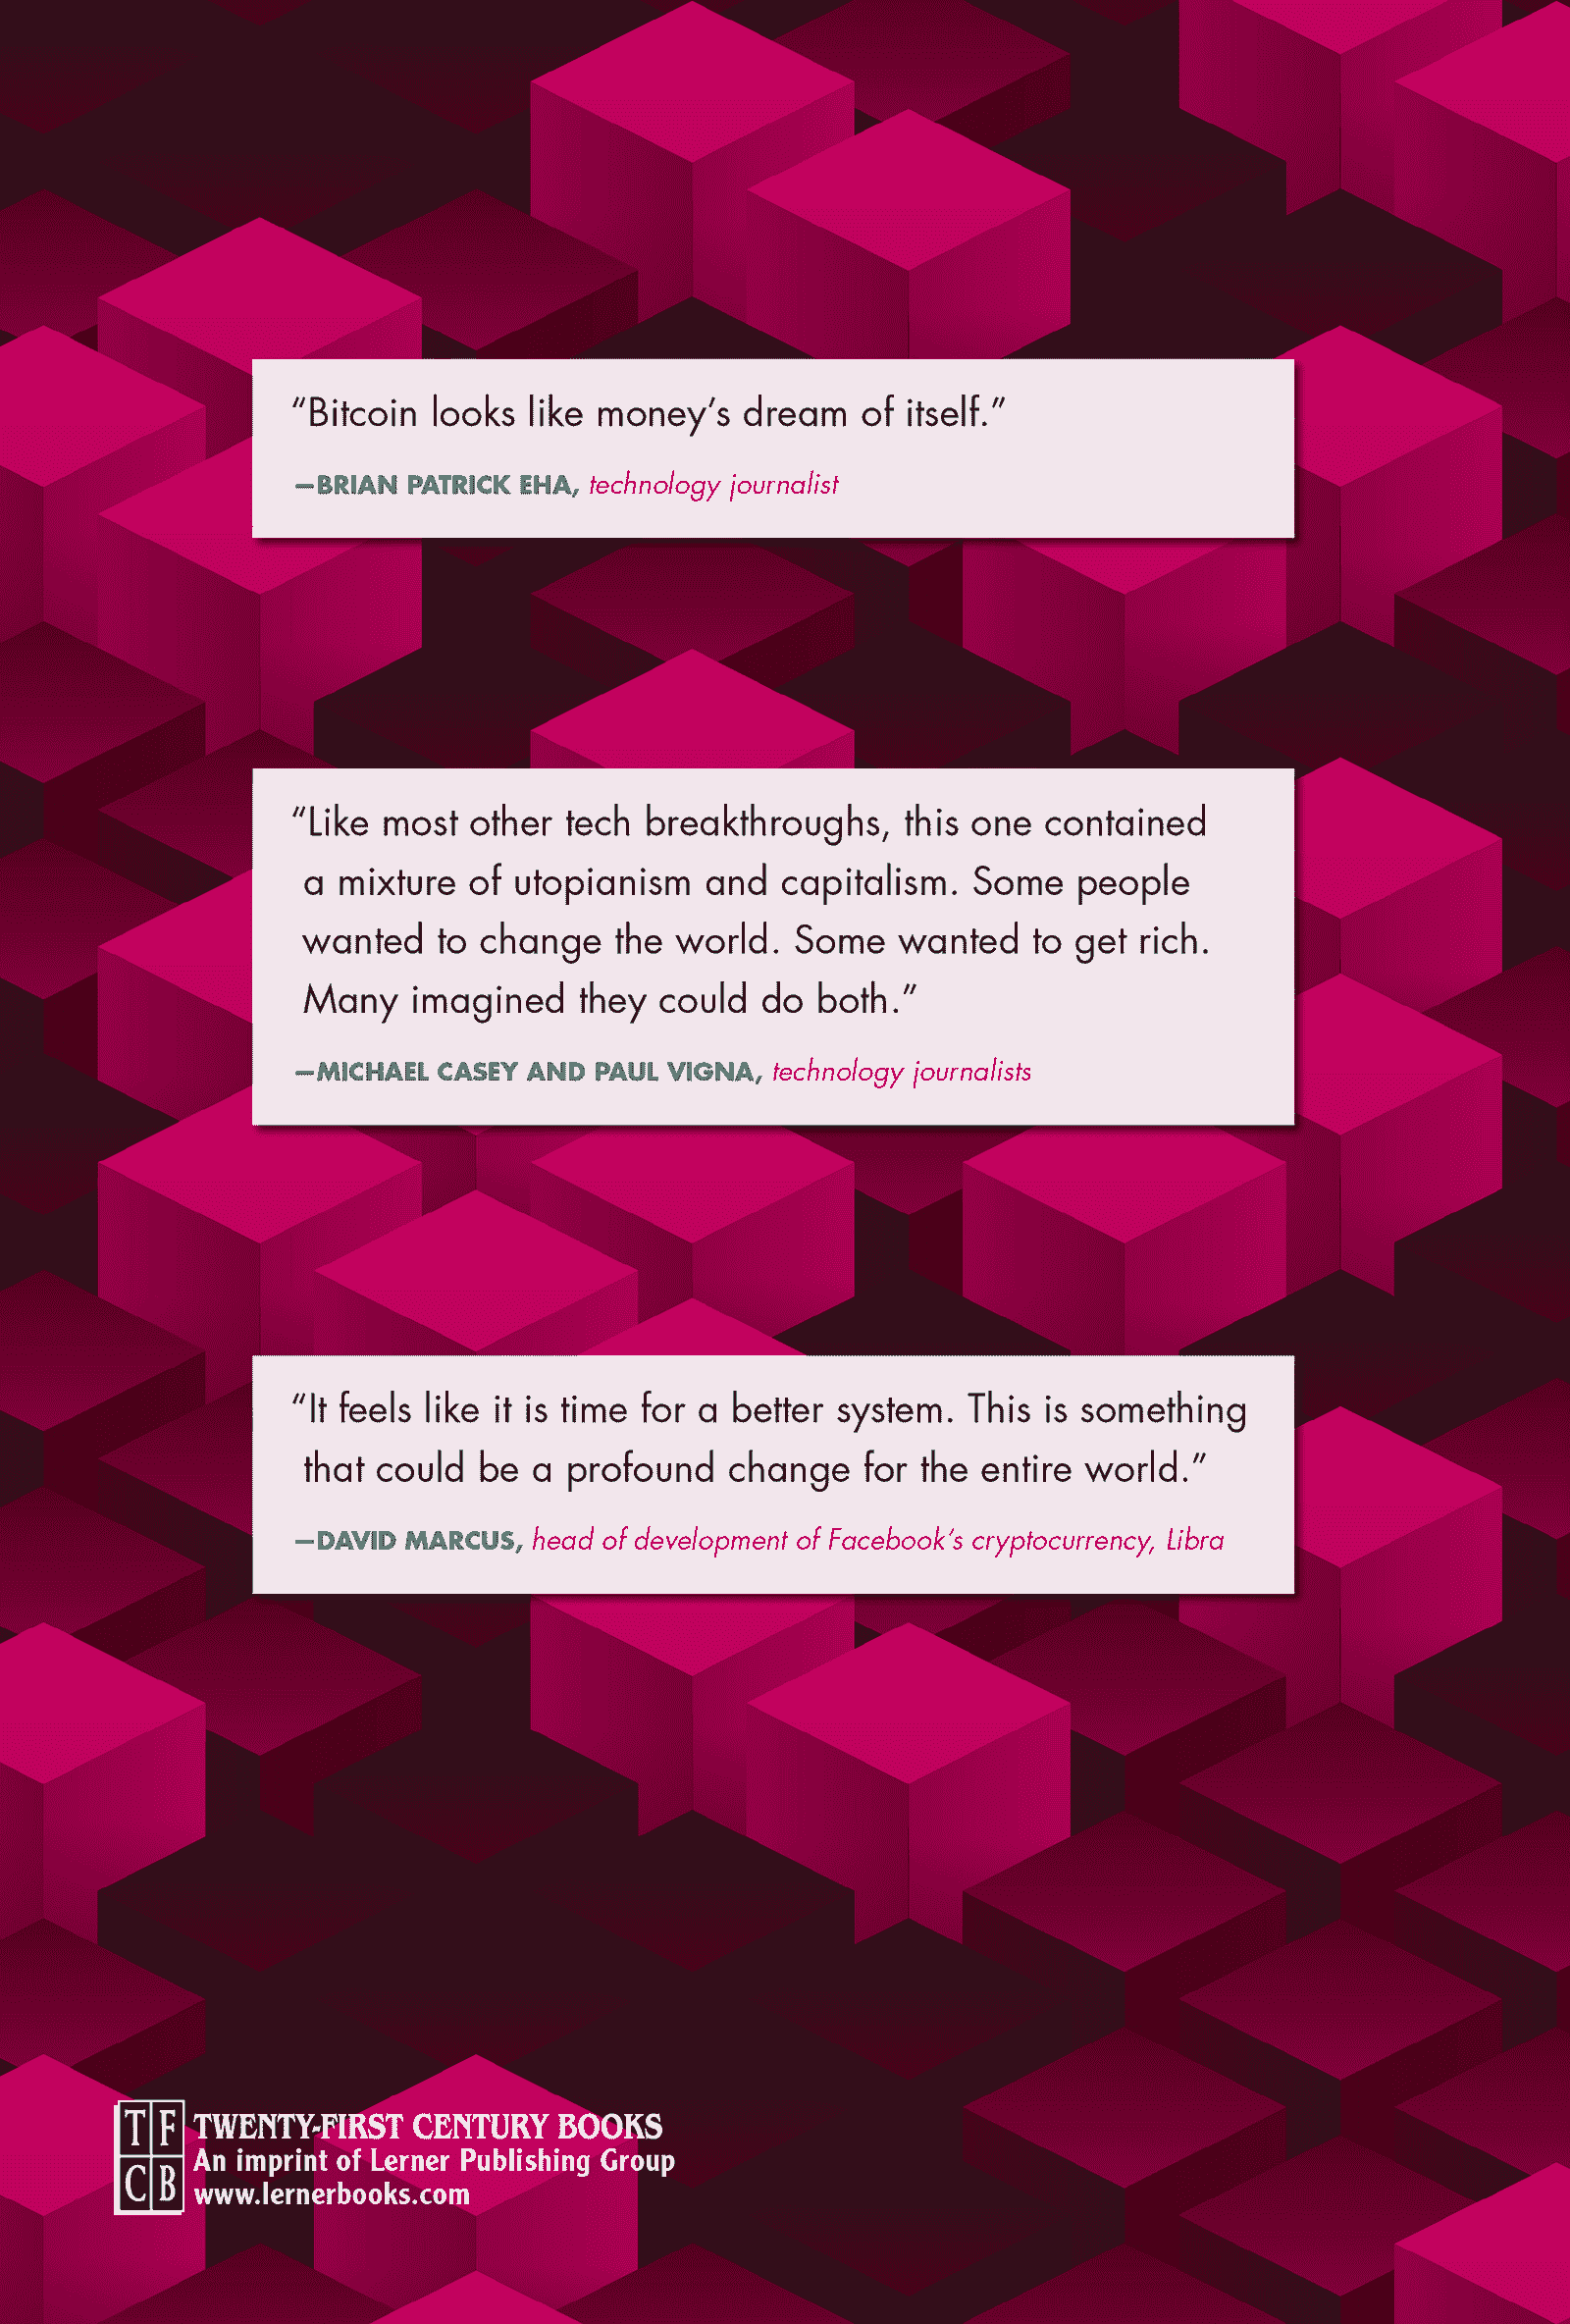 “Bitcoin looks like money’s dream of itself.”
—BRIAN PATRICK EHA, technology journalist
“Like most other tech breakthroughs, this one contained
a mixture of utopianism and capitalism. Some people
wanted to change the world. Some wanted to get rich.
Many imagined they could do both.”
—MICHAEL CASEY AND PAUL VIGNA, technology journalists
“It feels like it is time for a better system. This is something
that could be a profound change for the entire world.”
—DAVID MARCUS, head of development of Facebook’s cryptocurrency, Libra
TF
CB
TWENTY-FIRST CENTURY BOOKS
An imprint of Lerner Publishing Group
www.lernerbooks.com